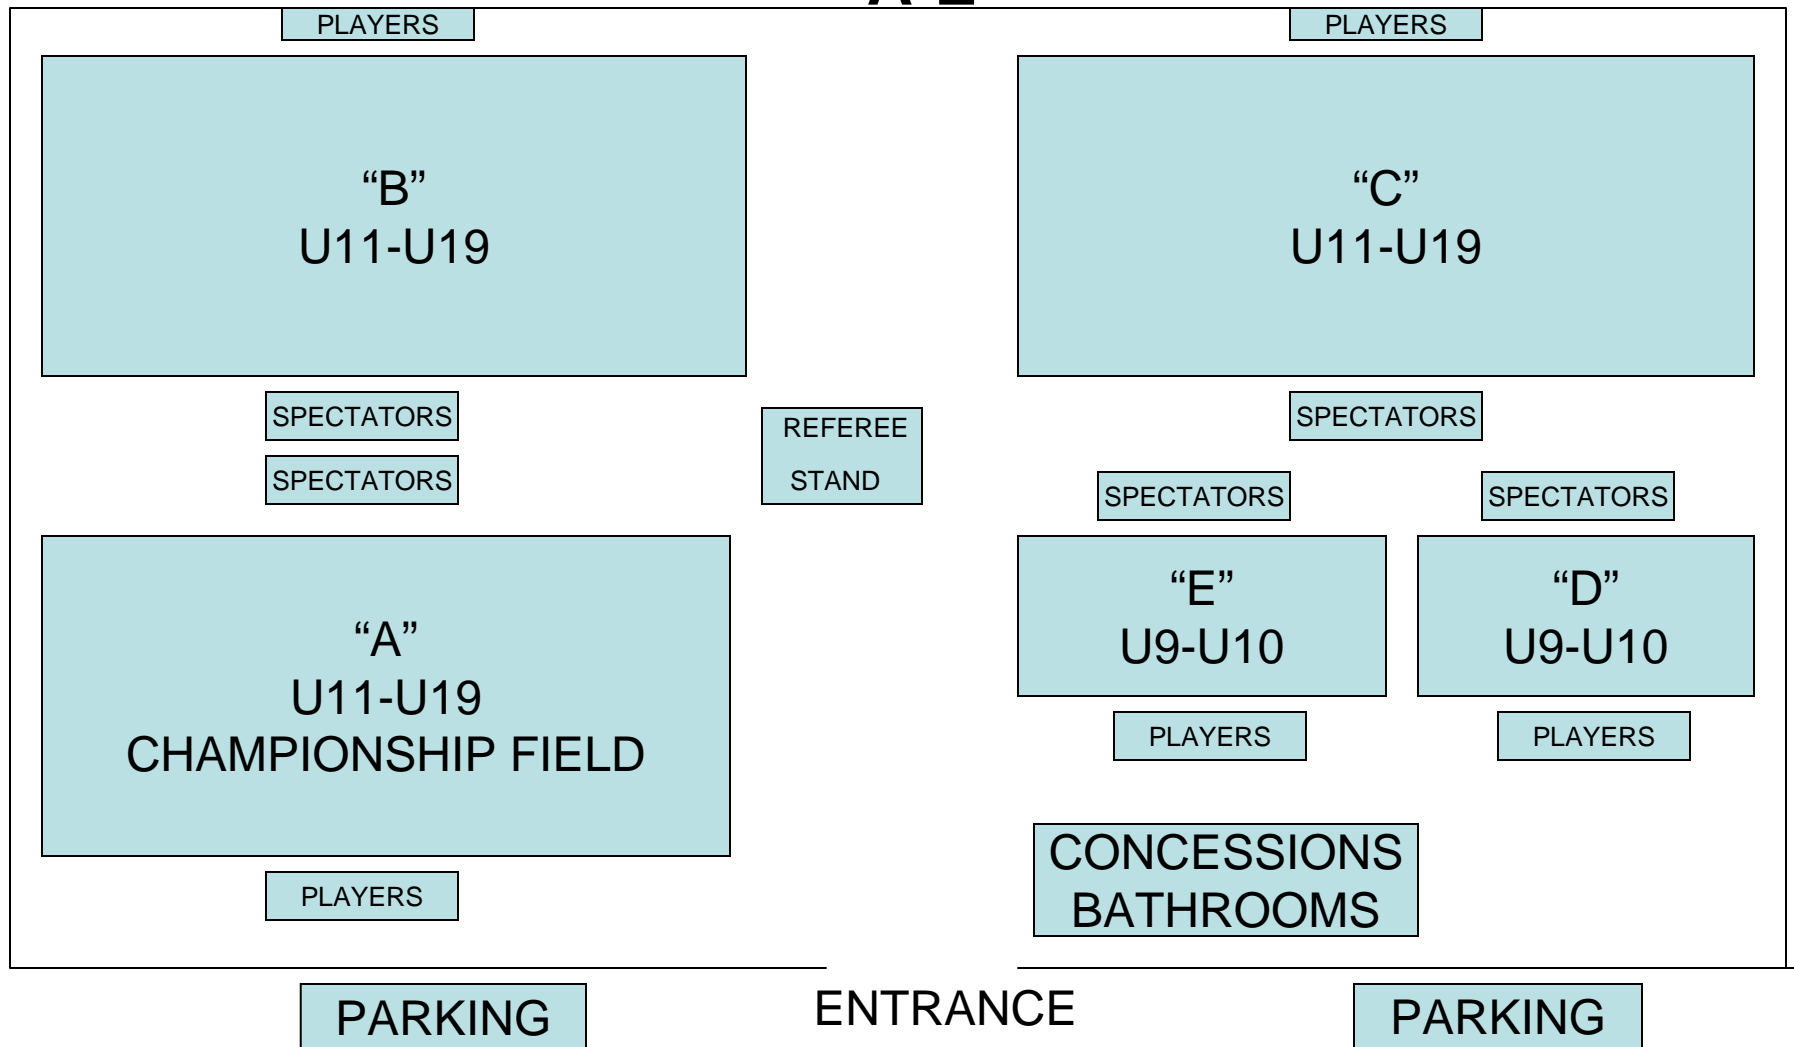 PLAYERS
PLAYERS
“B”
U11-U19
“C”
U11-U19
SPECTATORS
SPECTATORS
REFEREE
STAND
SPECTATORS
SPECTATORS
SPECTATORS
“A”
U11-U19
CHAMPIONSHIP FIELD
“E”
U9-U10
“D”
U9-U10
PLAYERS
PLAYERS
PLAYERS
CONCESSIONS
BATHROOMS
PARKING
ENTRANCE
PARKING